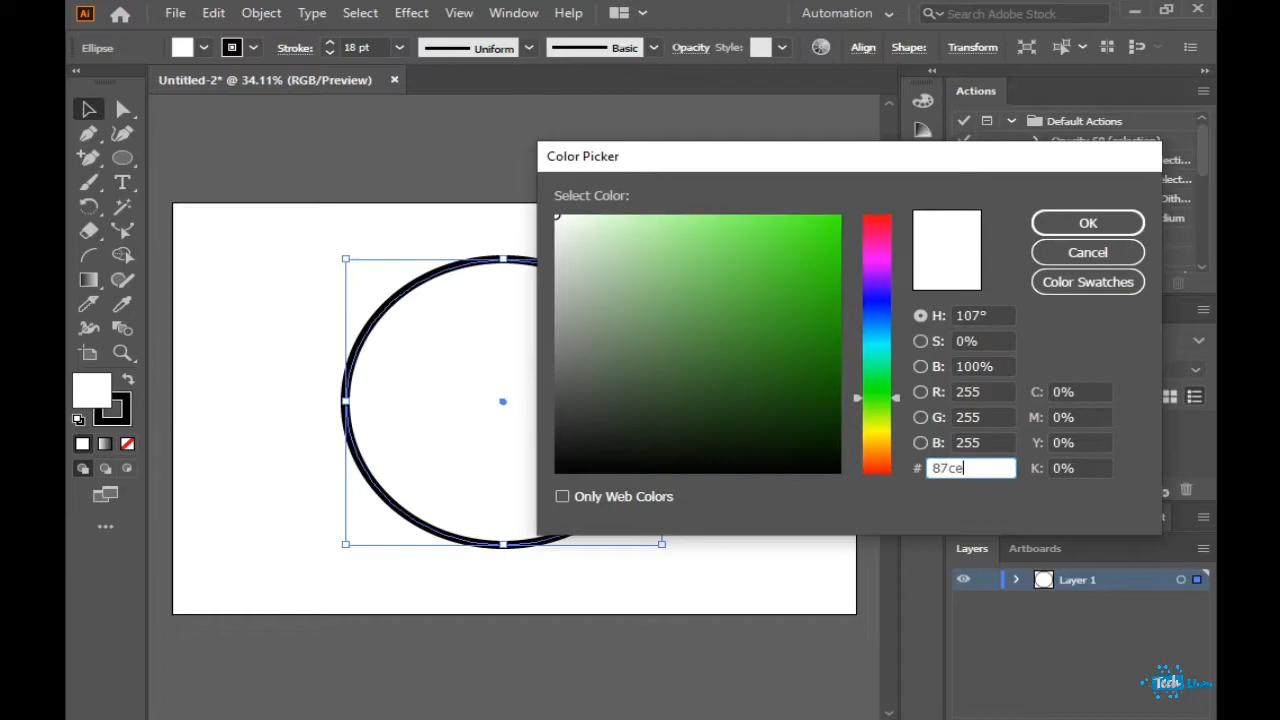 Ai File Edit Object Type Select Effect View Window Help Automation Search Adobe Stock
Ellipse Stroke: 18 pt Uniform Basic Opacity Style: Align Shape: Transform
Untitled-2* @ 34.11% (RGB/Preview)
Actions
Default Actions
Color Picker
Select Color:
OK
Cancel
Color Swatches
H: 107°
S: 0%
B: 100%
R: 255 C: 0%
G: 255 M: 0%
B: 255 Y: 0%
# 87ce K: 0%
Only Web Colors
Layers Artboards
Layer 1
Tech